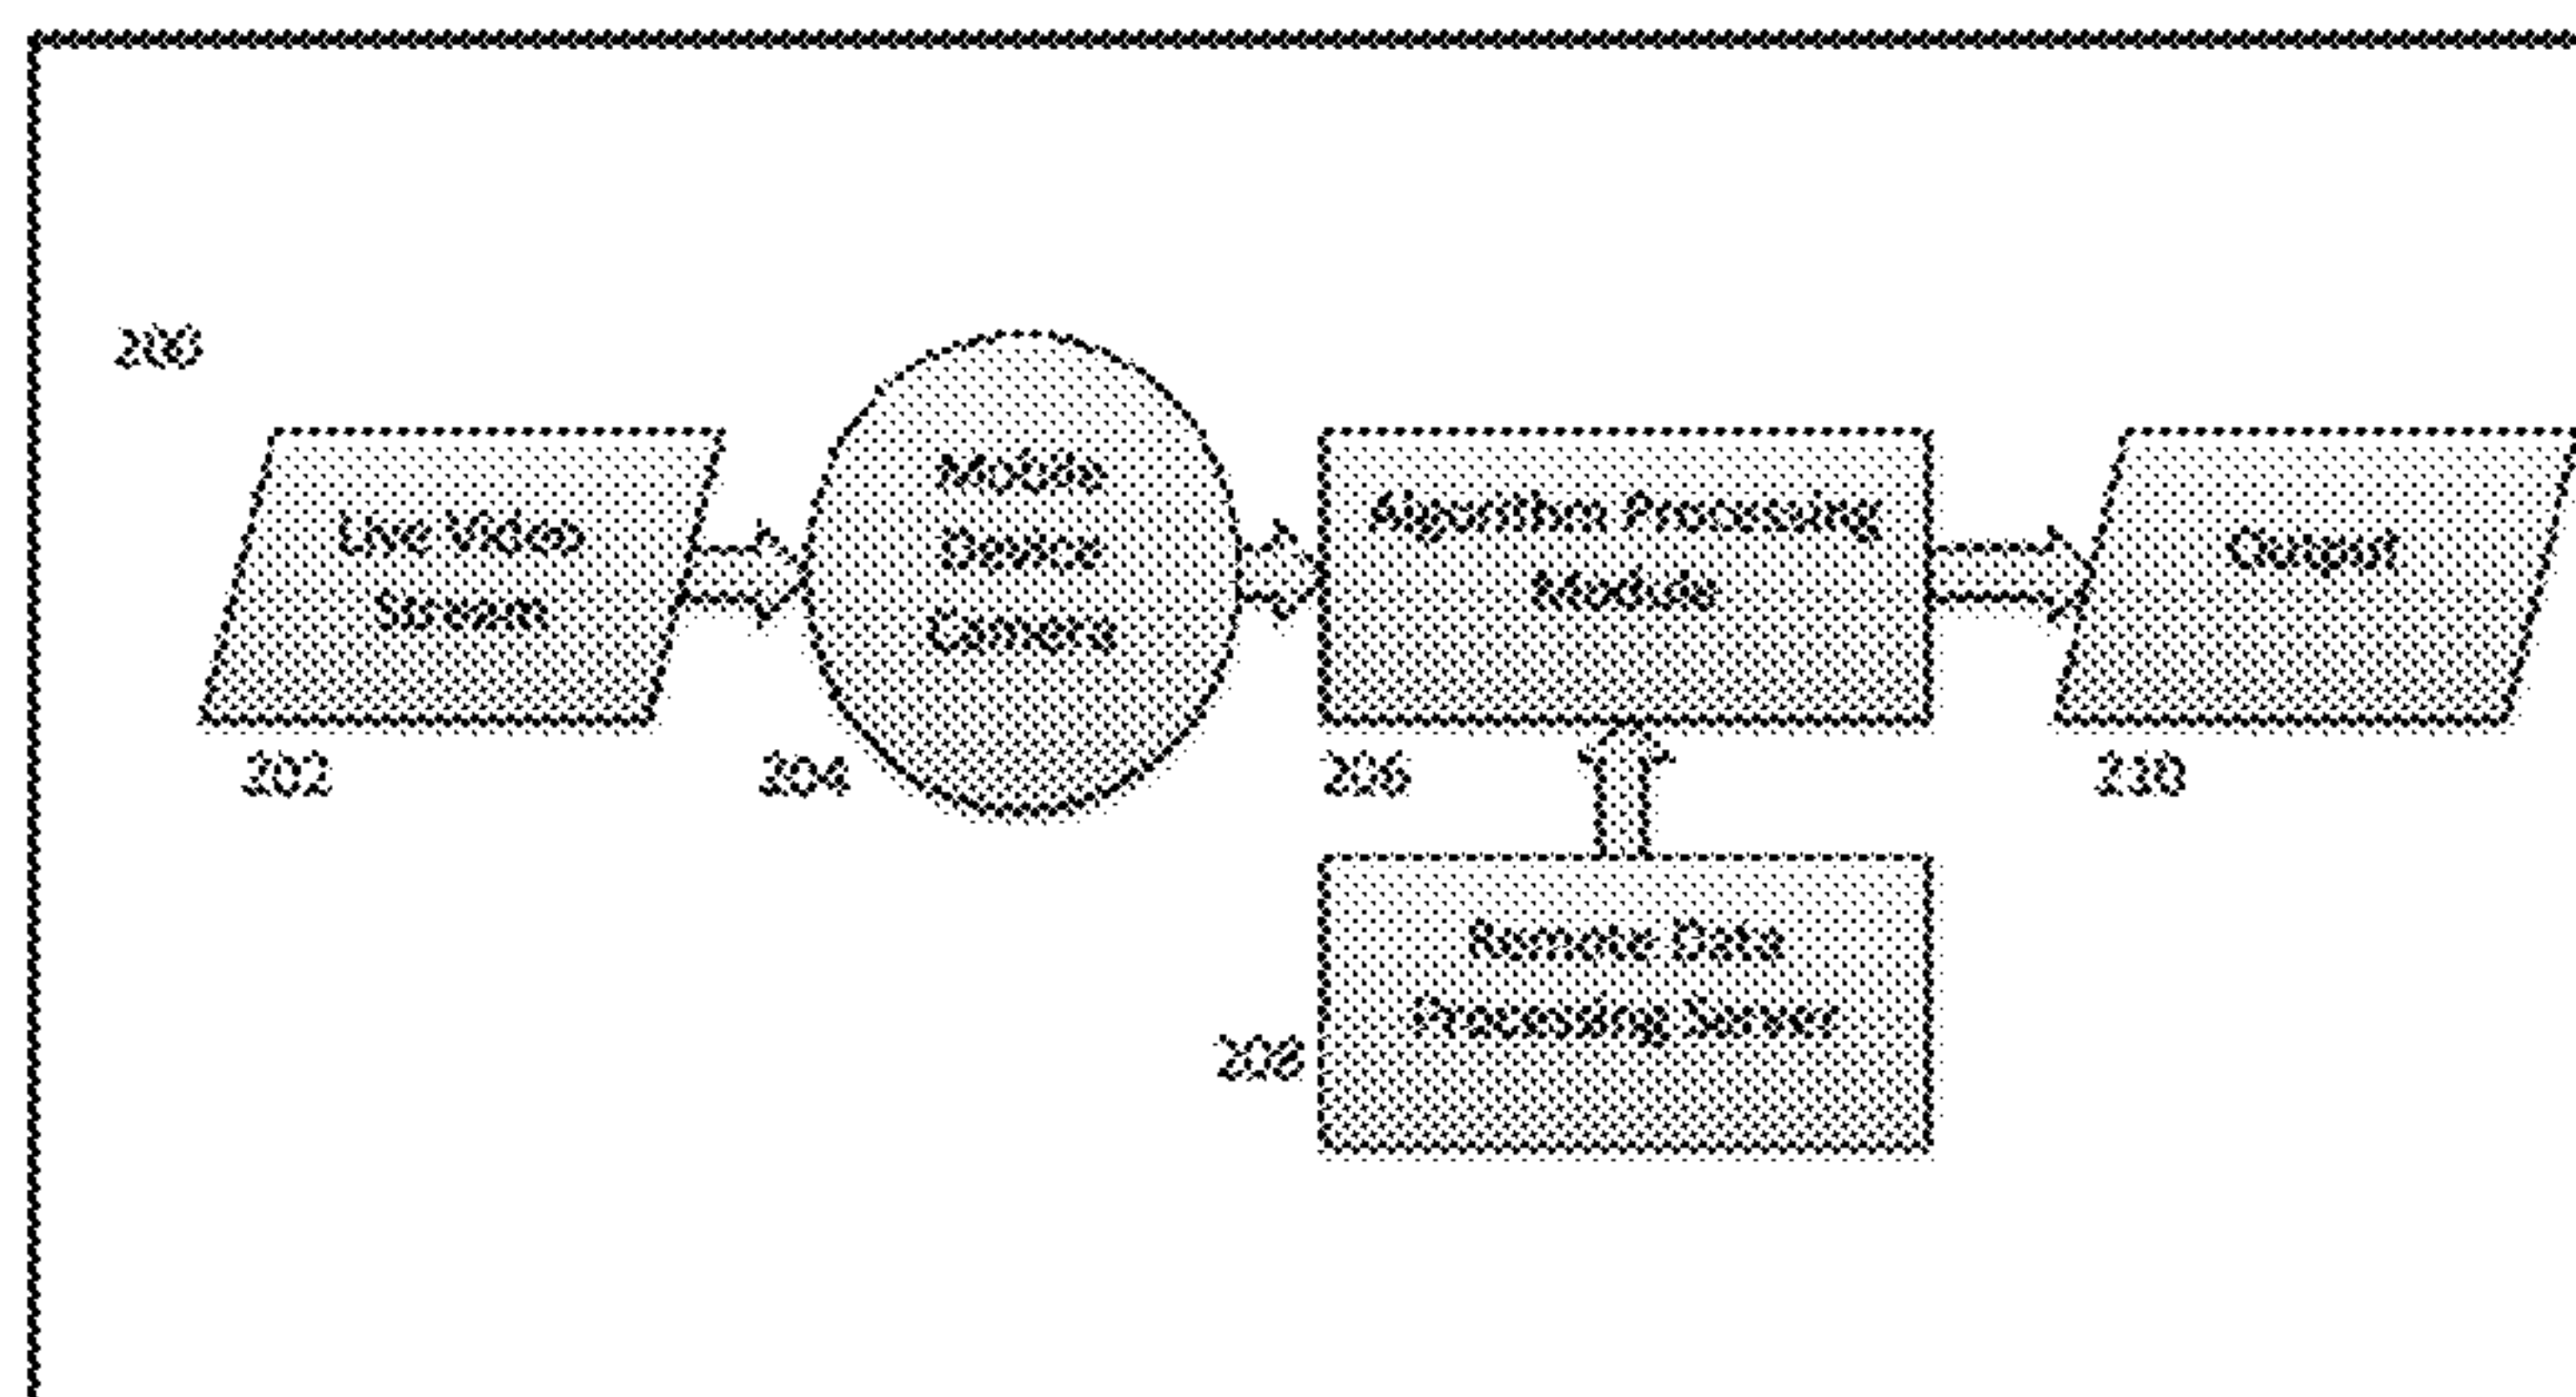 200
Live Video
Stream
202
Mobile
Device
Camera
204
Algorithm Processing
Module
206
Output
210
Remote Data
Processing Server
208